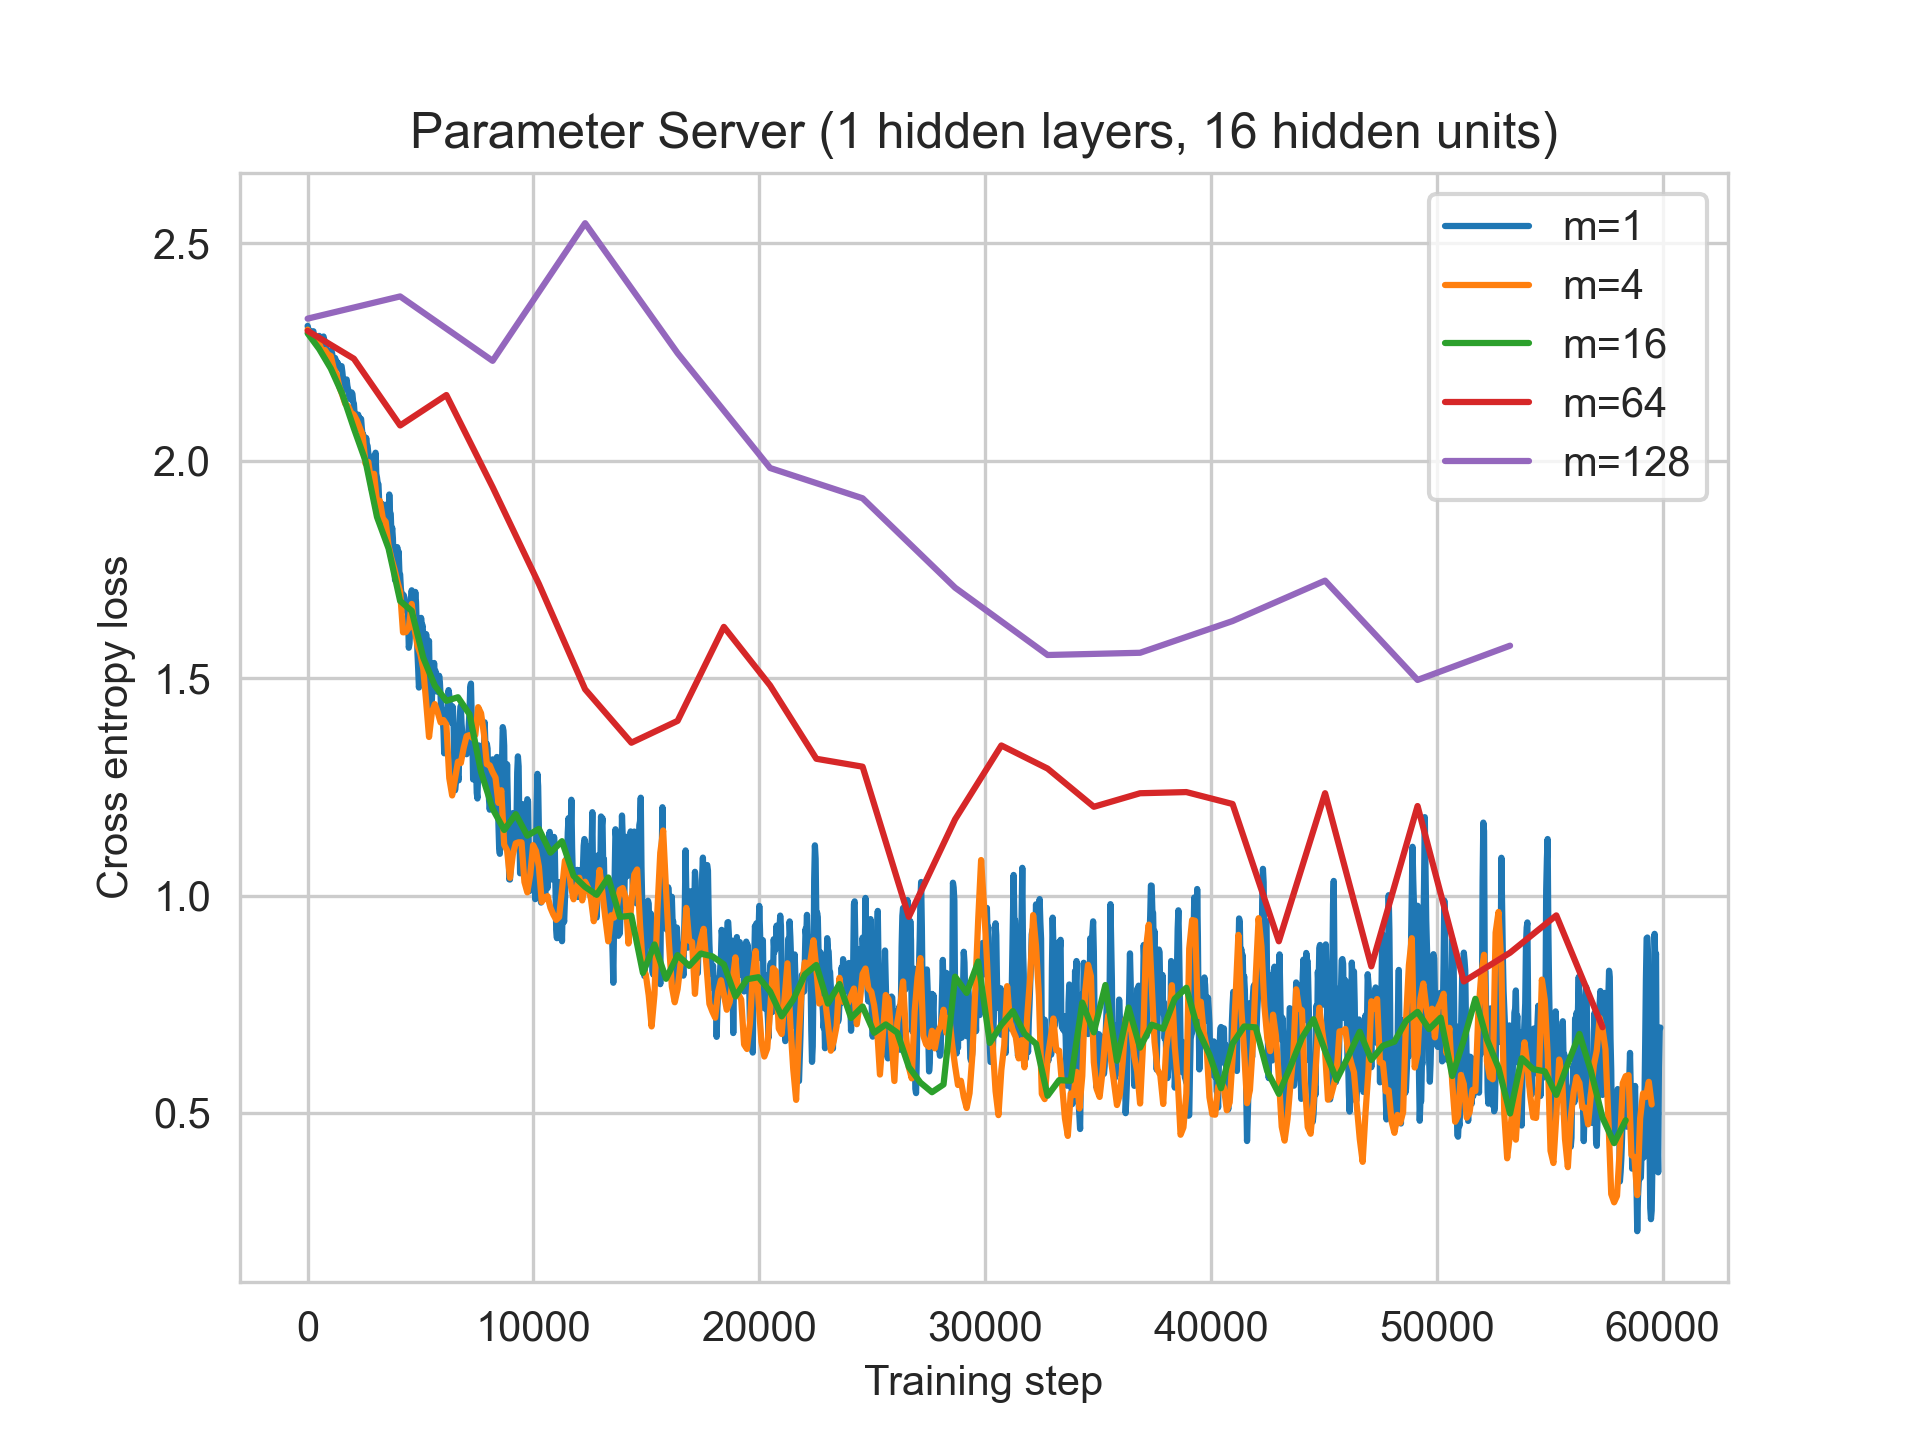 Parameter Server (1 hidden layers, 16 hidden units)
m=1
m=4
m=16
m=64
m=128
2.5
2.0
1.5
1.0
0.5
Cross entropy loss
0 10000 20000 30000 40000 50000 60000
Training step